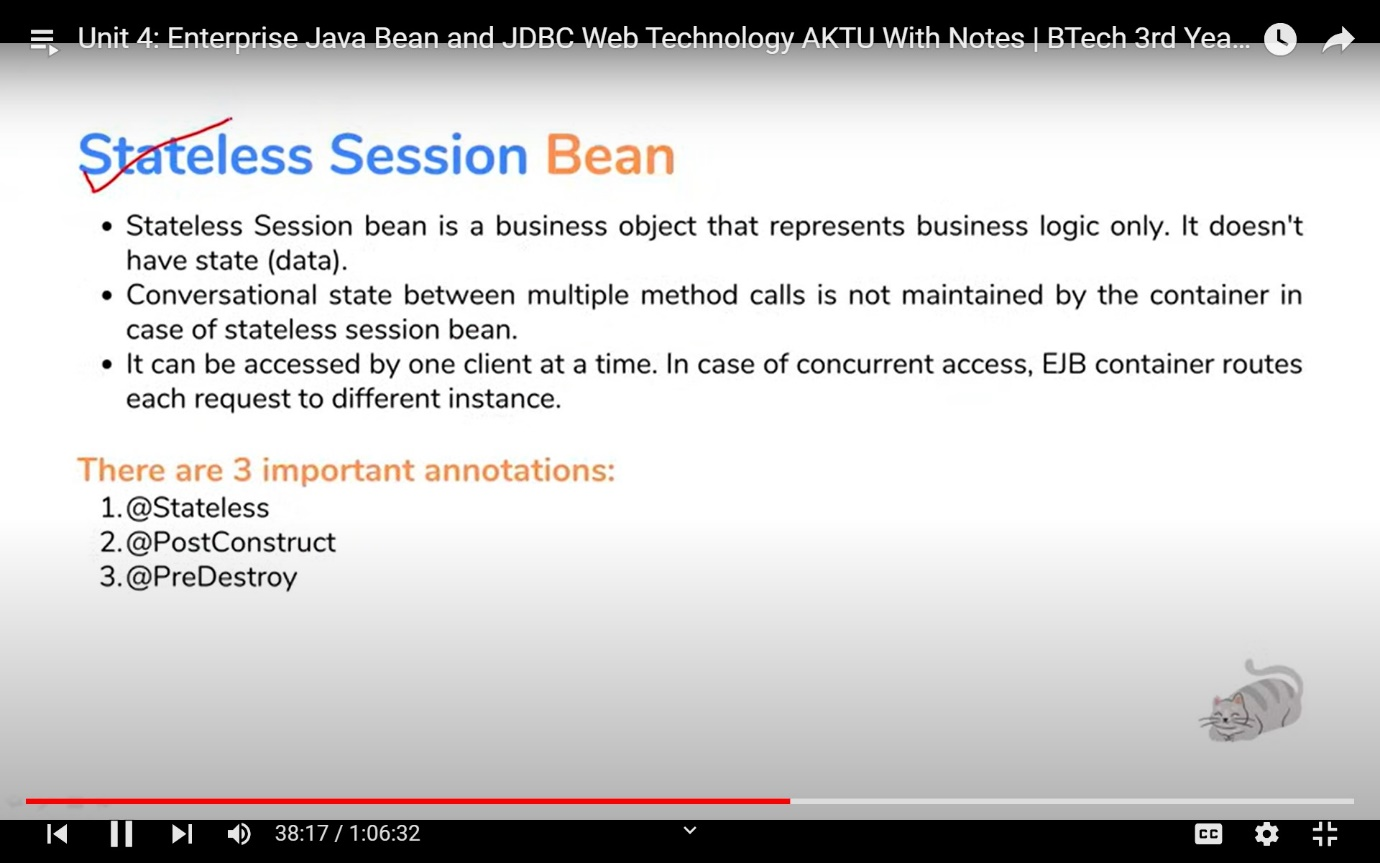 Unit 4: Enterprise Java Bean and JDBC Web Technology AKTU With Notes | BTech 3rd Yea...
Stateless Session Bean
• Stateless Session bean is a business object that represents business logic only. It doesn't
have state (data).
• Conversational state between multiple method calls is not maintained by the container in
case of stateless session bean.
• It can be accessed by one client at a time. In case of concurrent access, EJB container routes
each request to different instance.
There are 3 important annotations:
1.@Stateless
2.@PostConstruct
3.@PreDestroy
38:17 / 1:06:32
CC